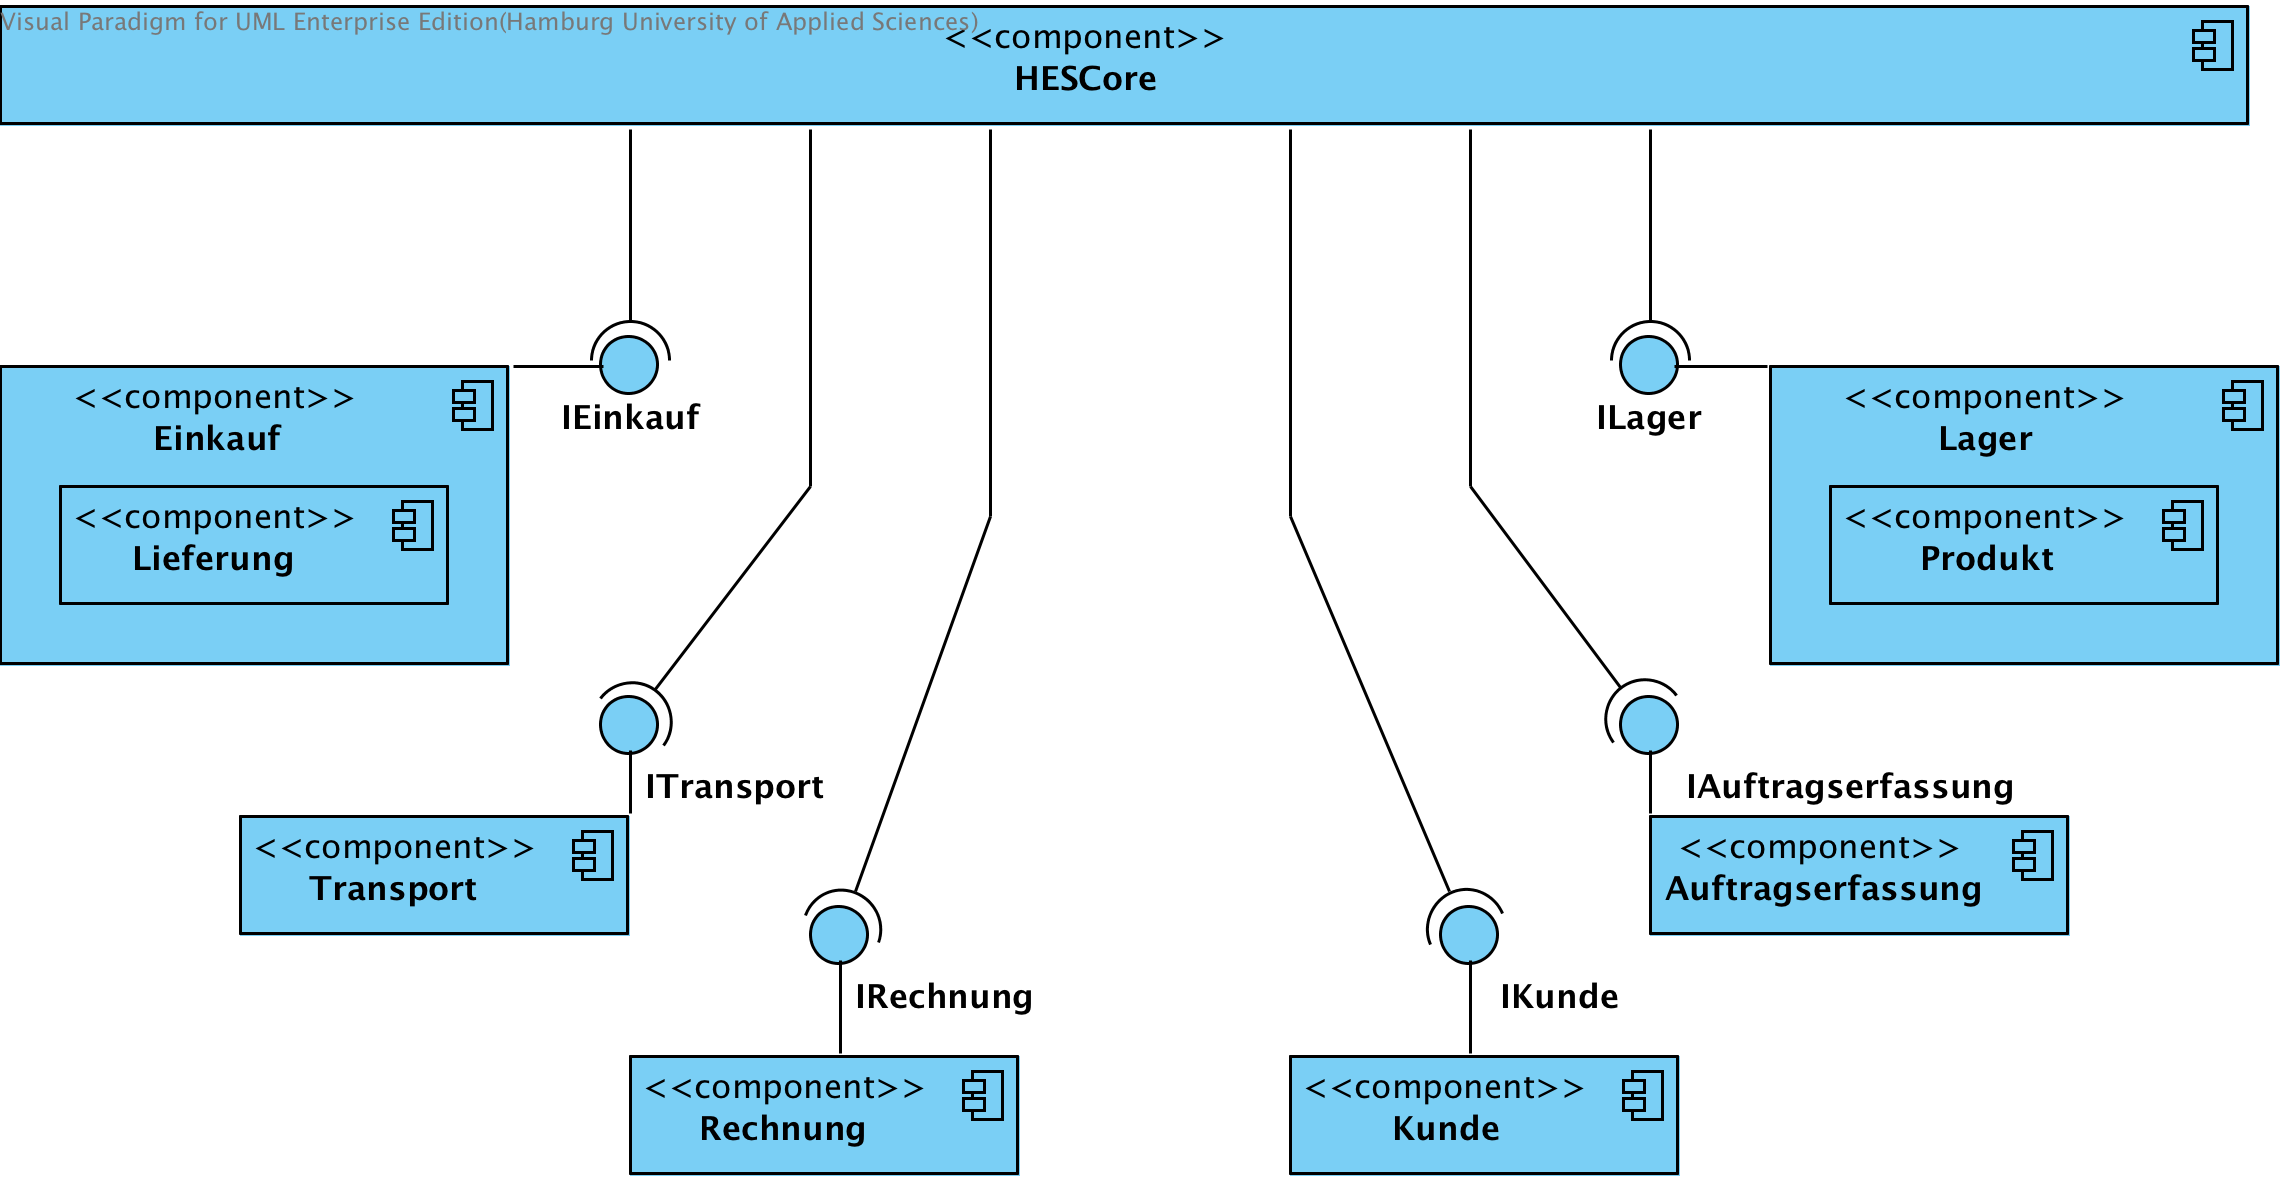 Visual Paradigm for UML Enterprise Edition(Hamburg University of Applied Sciences)
<<component>>
HESCore
<<component>>
Einkauf
IEinkauf
<<component>>
Lieferung
ILager
<<component>>
Lager
<<component>>
Produkt
ITransport
<<component>>
Transport
IAuftragserfassung
<<component>>
Auftragserfassung
IRechnung
<<component>>
Rechnung
IKunde
<<component>>
Kunde